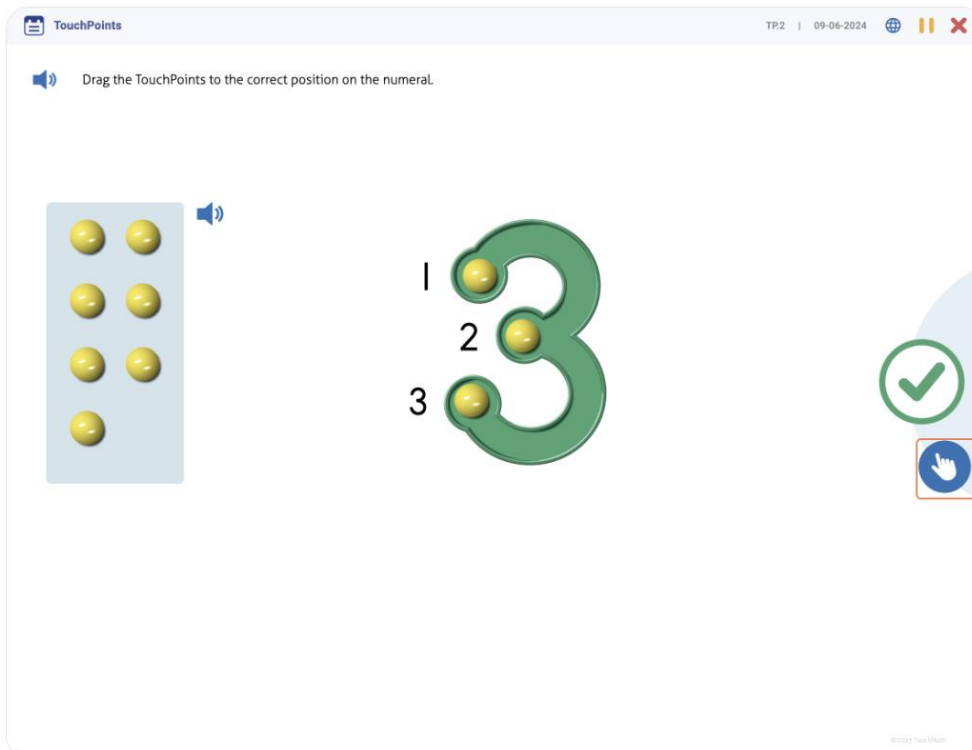 TouchPoints
TP.2 | 09-06-2024
Drag the TouchPoints to the correct position on the numeral.
1
2
3